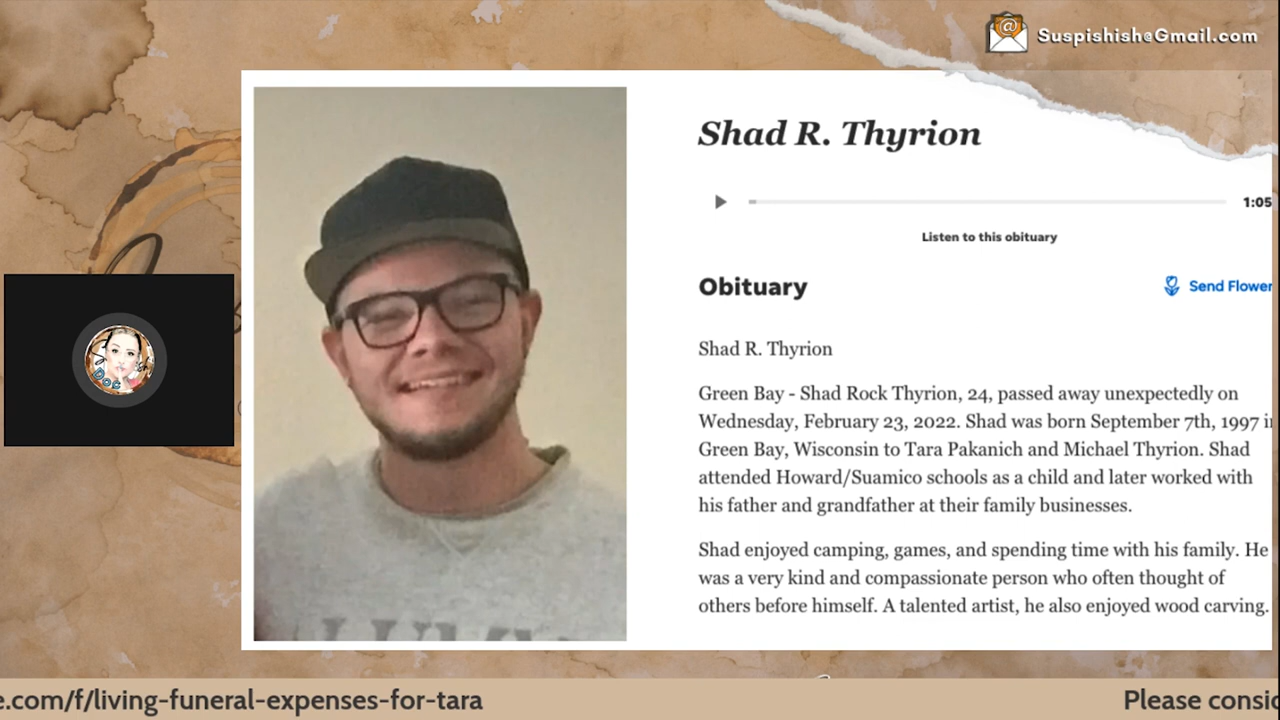 Suspishish@Gmail.com
Shad R. Thyrion
1:05
Listen to this obituary
Obituary
Send Flower
Shad R. Thyrion
Green Bay - Shad Rock Thyrion, 24, passed away unexpectedly on
Wednesday, February 23, 2022. Shad was born September 7th, 1997 in
Green Bay, Wisconsin to Tara Pakanich and Michael Thyrion. Shad
attended Howard/Suamico schools as a child and later worked with
his father and grandfather at their family businesses.
Shad enjoyed camping, games, and spending time with his family. He
was a very kind and compassionate person who often thought of
others before himself. A talented artist, he also enjoyed wood carving.
e.com/f/living-funeral-expenses-for-tara
Please consid